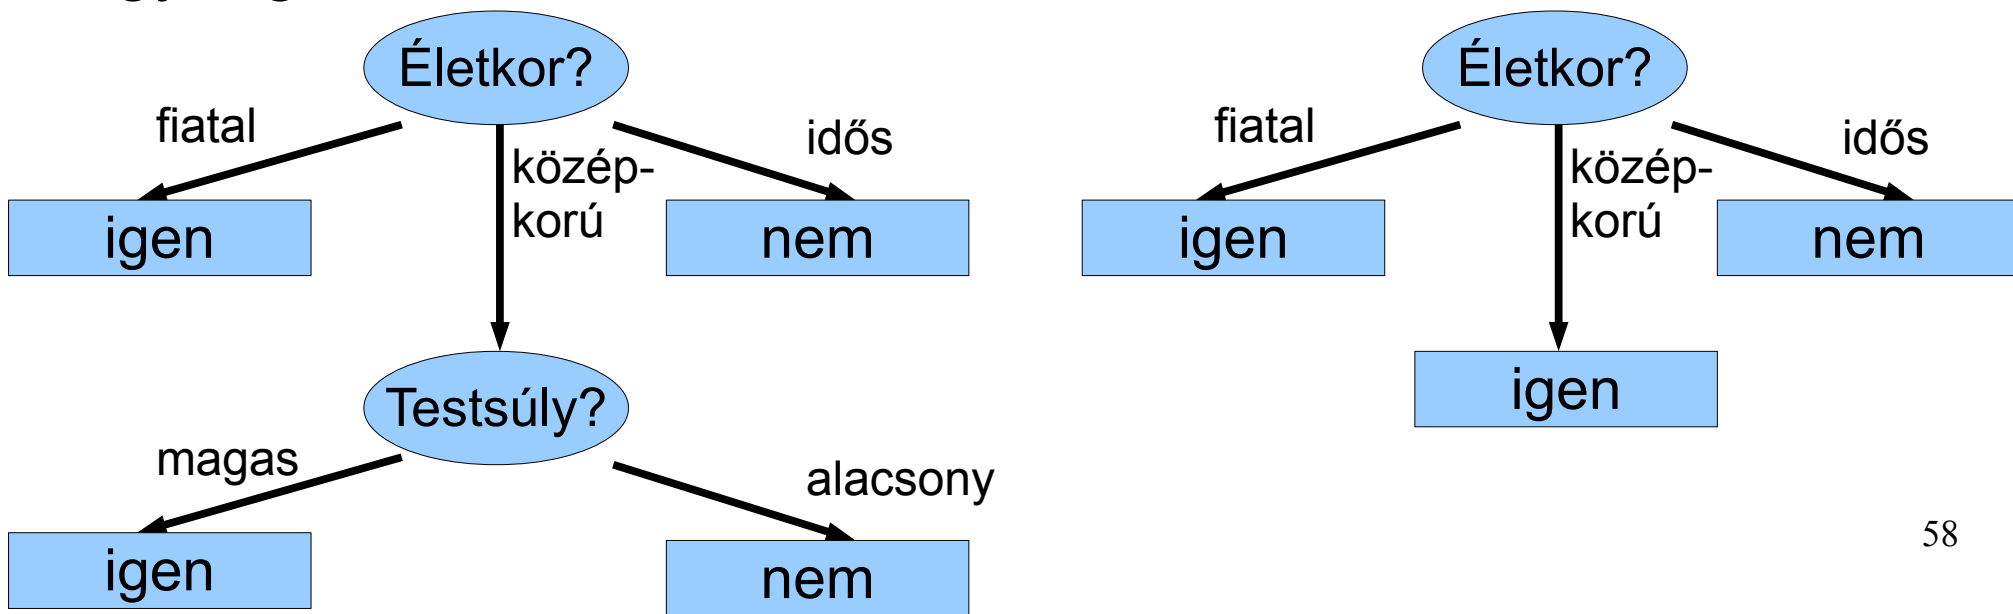 Életkor?
fiatal
közép-
korú
idős
igen
nem
Testsúly?
magas
alacsony
igen
nem
Életkor?
fiatal
közép-
korú
idős
igen
nem
igen
58